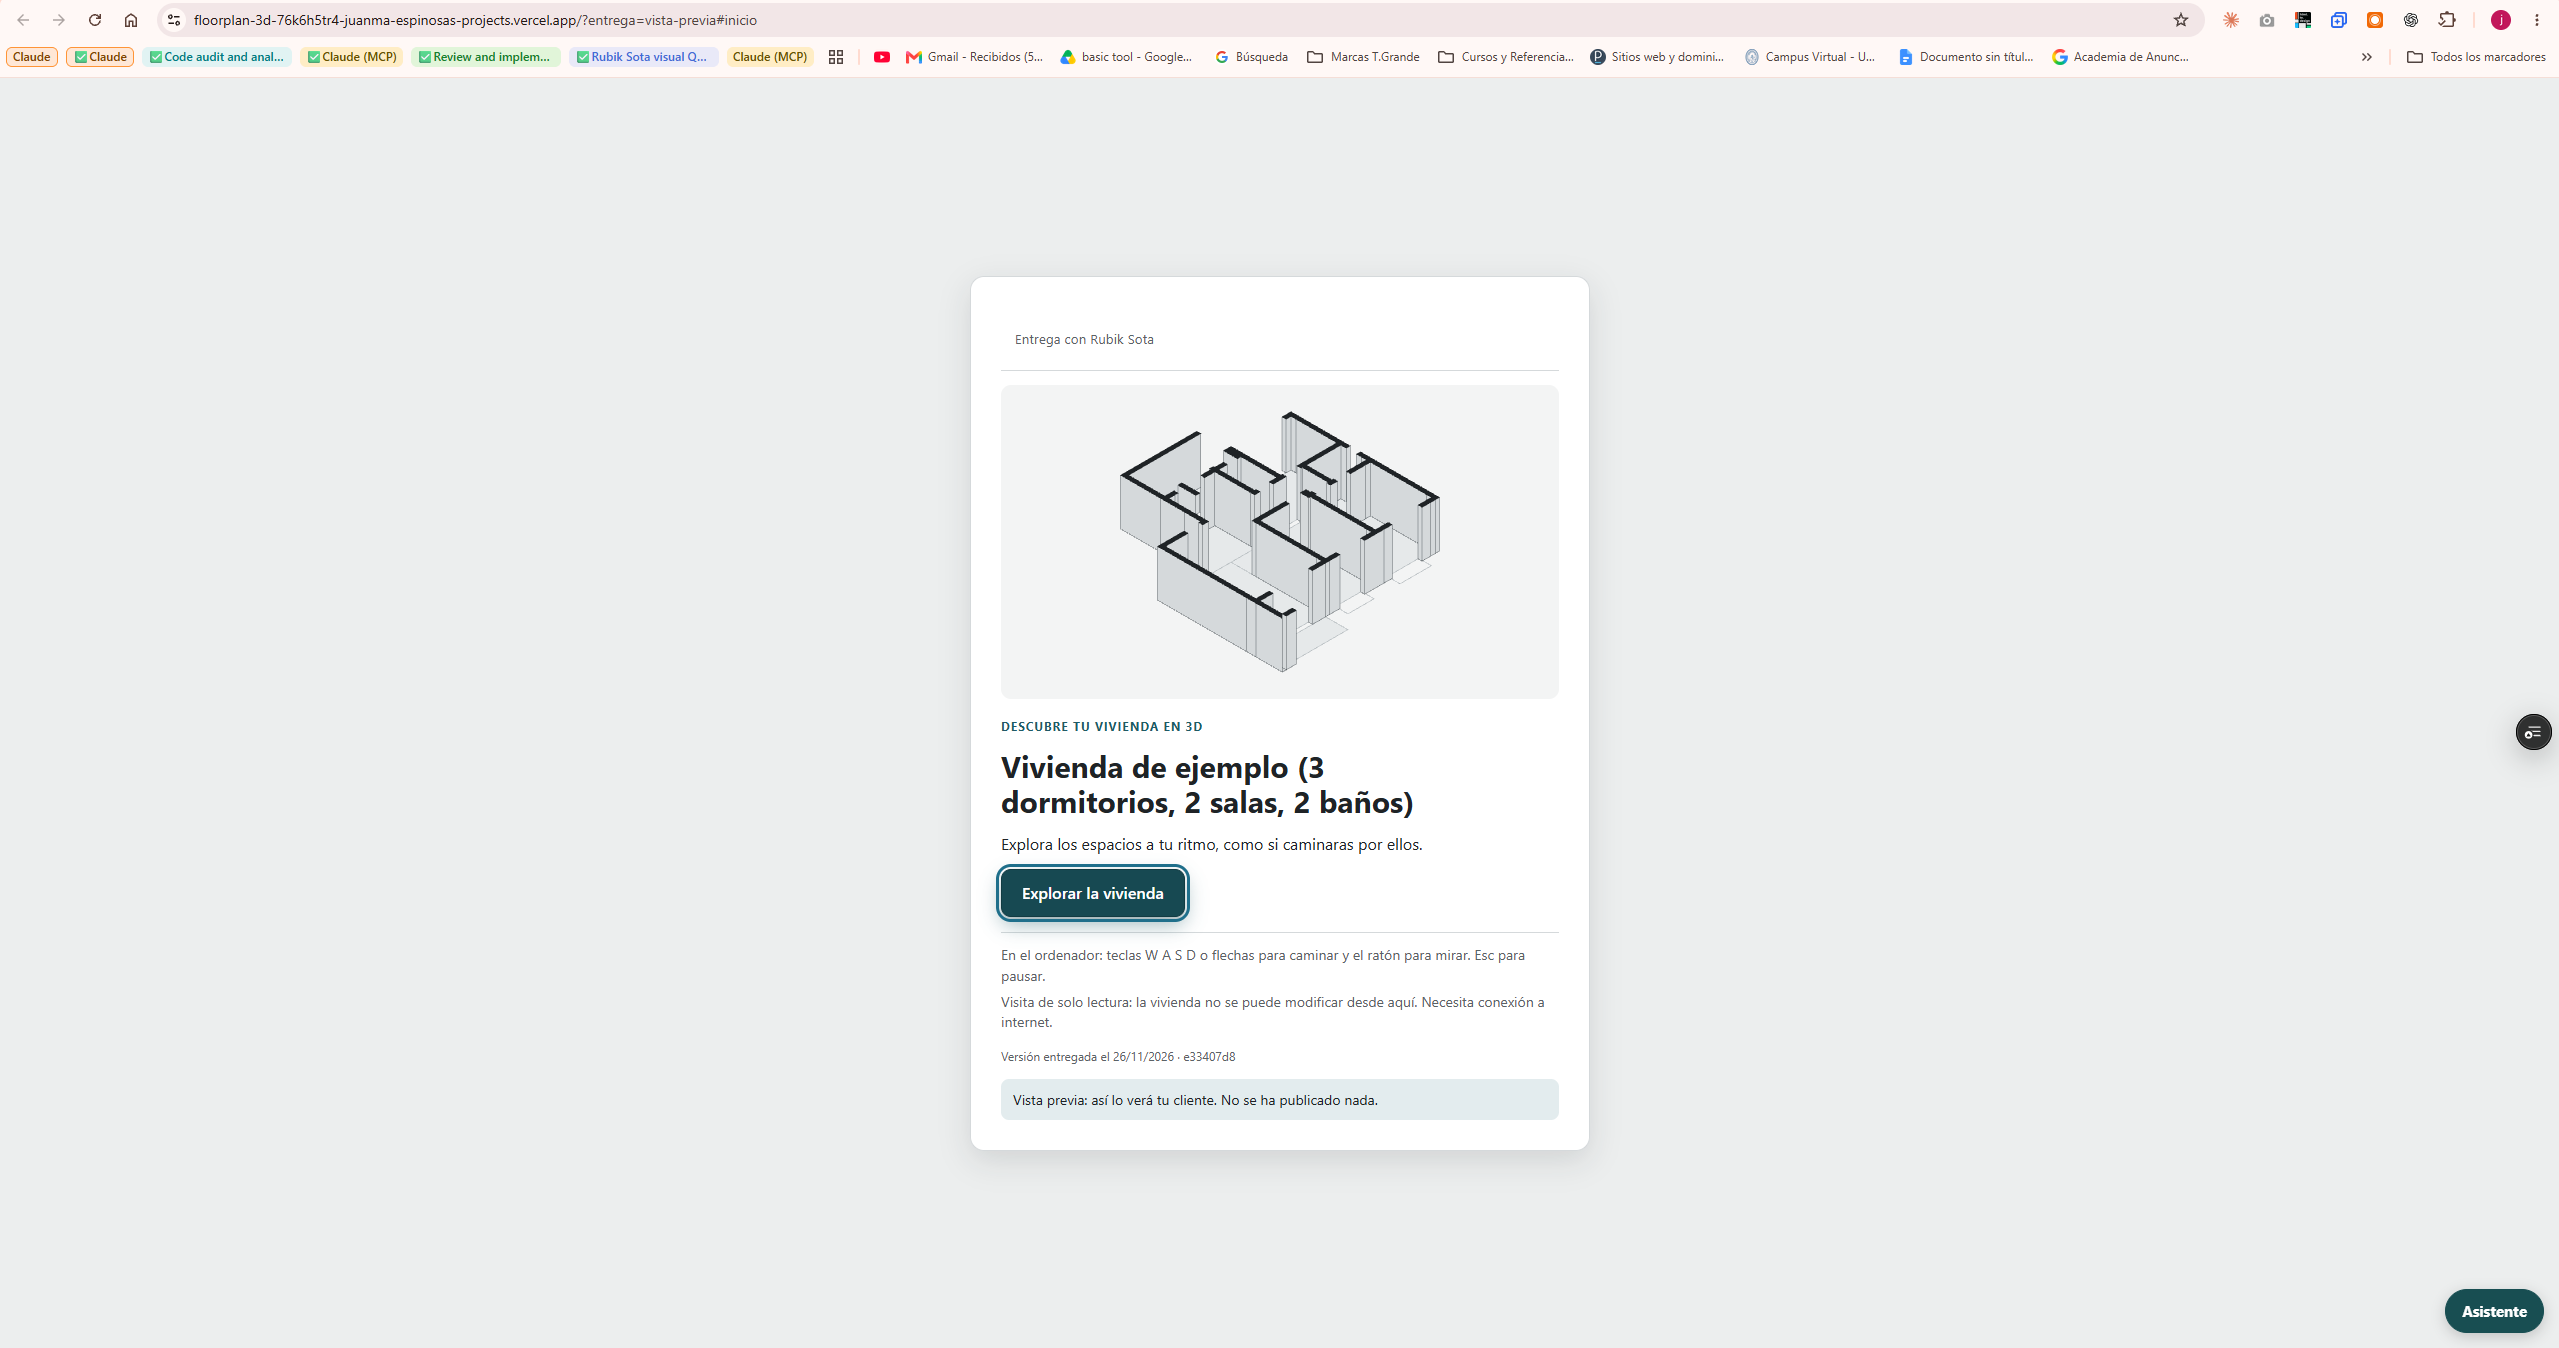 floorplan-3d-76k6h5tr4-juanma-espinosas-projects.vercel.app/?entrega=vista-previa#inicio
j
Claude
Claude
Code audit and anal...
Claude (MCP)
Review and implem...
Rubik Sota visual Q...
Claude (MCP)
Gmail - Recibidos (5...
basic tool - Google...
Búsqueda
Marcas T.Grande
Cursos y Referencia...
Sitios web y domini...
Campus Virtual - U...
Documento sin títul...
Academia de Anunc...
Todos los marcadores
Entrega con Rubik Sota
DESCUBRE TU VIVIENDA EN 3D
Vivienda de ejemplo (3
dormitorios, 2 salas, 2 baños)
Explora los espacios a tu ritmo, como si caminaras por ellos.
Explorar la vivienda
En el ordenador: teclas W A S D o flechas para caminar y el ratón para mirar. Esc para
pausar.
Visita de solo lectura: la vivienda no se puede modificar desde aquí. Necesita conexión a
internet.
Versión entregada el 26/11/2026 · e33407d8
Vista previa: así lo verá tu cliente. No se ha publicado nada.
Asistente